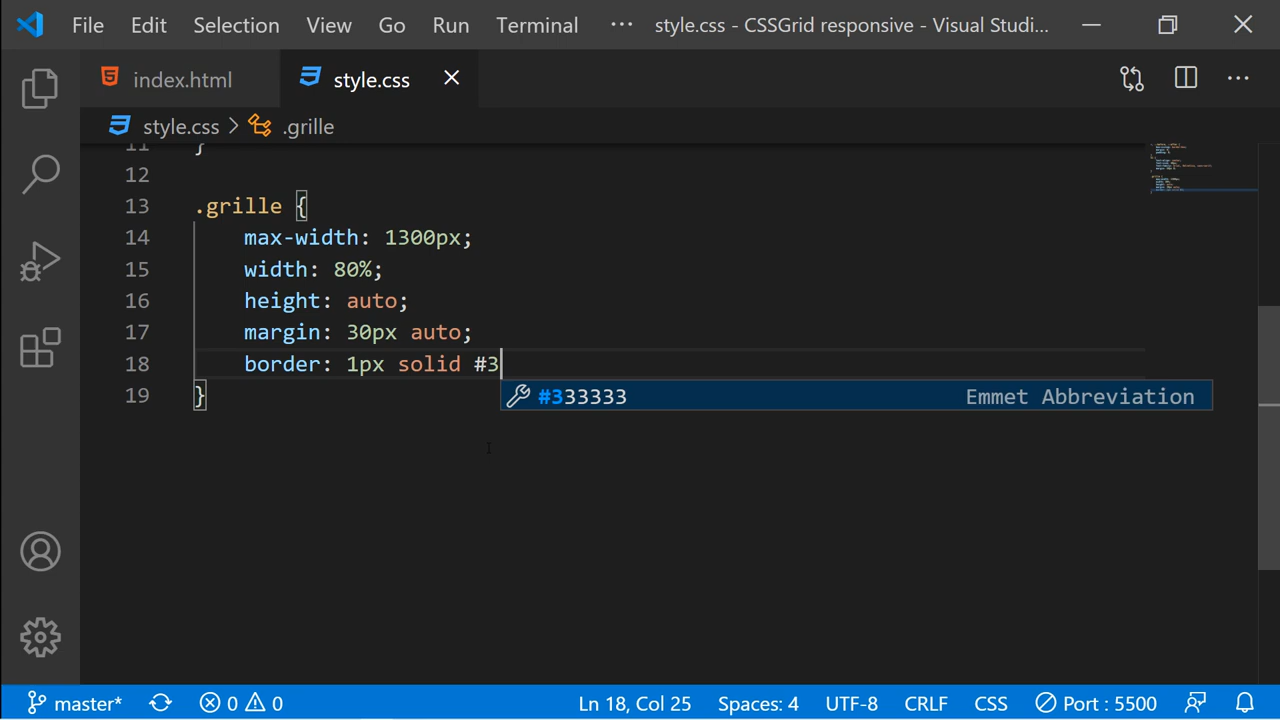 File Edit Selection View Go Run Terminal ··· style.css - CSSGrid responsive - Visual Studi...
index.html style.css
style.css > .grille
11 }
12
13 .grille {
14 max-width: 1300px;
15 width: 80%;
16 height: auto;
17 margin: 30px auto;
18 border: 1px solid #3
#333333 Emmet Abbreviation
19 }
master* 0 0 Ln 18, Col 25 Spaces: 4 UTF-8 CRLF CSS Port : 5500